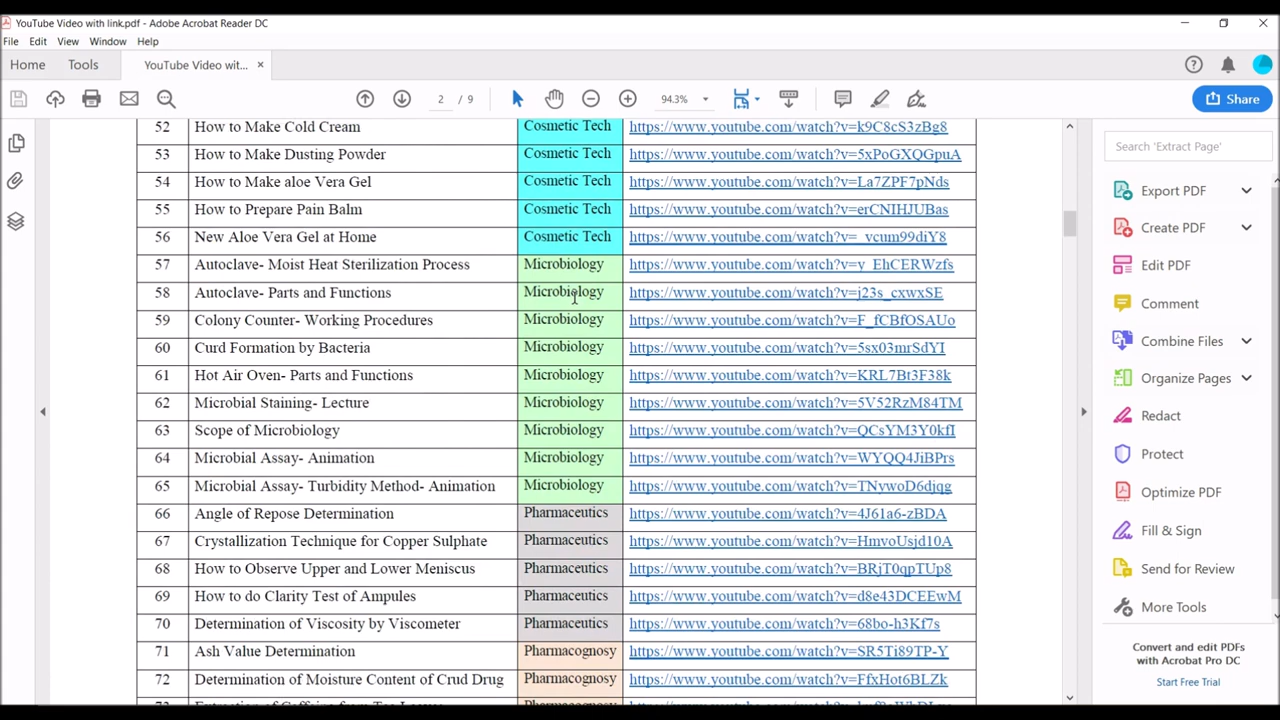 YouTube Video with link.pdf - Adobe Acrobat Reader DC
File Edit View Window Help
Home Tools YouTube Video wit... ×
2 / 9 94.3% Share
52 How to Make Cold Cream Cosmetic Tech https://www.youtube.com/watch?v=k9C8cS3zBg8
53 How to Make Dusting Powder Cosmetic Tech https://www.youtube.com/watch?v=5xPoGXQGpuA
54 How to Make aloe Vera Gel Cosmetic Tech https://www.youtube.com/watch?v=La7ZPF7pNds
55 How to Prepare Pain Balm Cosmetic Tech https://www.youtube.com/watch?v=erCNIHJUBas
56 New Aloe Vera Gel at Home Cosmetic Tech https://www.youtube.com/watch?v=_vcum99diY8
57 Autoclave- Moist Heat Sterilization Process Microbiology https://www.youtube.com/watch?v=y_EhCERWzfs
58 Autoclave- Parts and Functions Microbiology https://www.youtube.com/watch?v=j23s_cxwxSE
59 Colony Counter- Working Procedures Microbiology https://www.youtube.com/watch?v=F_fCBfOSAUo
60 Curd Formation by Bacteria Microbiology https://www.youtube.com/watch?v=5sx03mrSdYI
61 Hot Air Oven- Parts and Functions Microbiology https://www.youtube.com/watch?v=KRL7Bt3F38k
62 Microbial Staining- Lecture Microbiology https://www.youtube.com/watch?v=5V52RzM84TM
63 Scope of Microbiology Microbiology https://www.youtube.com/watch?v=QCsYM3Y0kfI
64 Microbial Assay- Animation Microbiology https://www.youtube.com/watch?v=WYQQ4JiBPrs
65 Microbial Assay- Turbidity Method- Animation Microbiology https://www.youtube.com/watch?v=TNywoD6djqg
66 Angle of Repose Determination Pharmaceutics https://www.youtube.com/watch?v=4J61a6-zBDA
67 Crystallization Technique for Copper Sulphate Pharmaceutics https://www.youtube.com/watch?v=HmvoUsjd10A
68 How to Observe Upper and Lower Meniscus Pharmaceutics https://www.youtube.com/watch?v=BRjT0qpTUp8
69 How to do Clarity Test of Ampules Pharmaceutics https://www.youtube.com/watch?v=d8e43DCEEwM
70 Determination of Viscosity by Viscometer Pharmaceutics https://www.youtube.com/watch?v=68bo-h3Kf7s
71 Ash Value Determination Pharmacognosy https://www.youtube.com/watch?v=SR5Ti89TP-Y
72 Determination of Moisture Content of Crud Drug Pharmacognosy https://www.youtube.com/watch?v=FfxHot6BLZk
Search 'Extract Page'
Export PDF
Create PDF
Edit PDF
Comment
Combine Files
Organize Pages
Redact
Protect
Optimize PDF
Fill & Sign
Send for Review
More Tools
Convert and edit PDFs
with Acrobat Pro DC
Start Free Trial